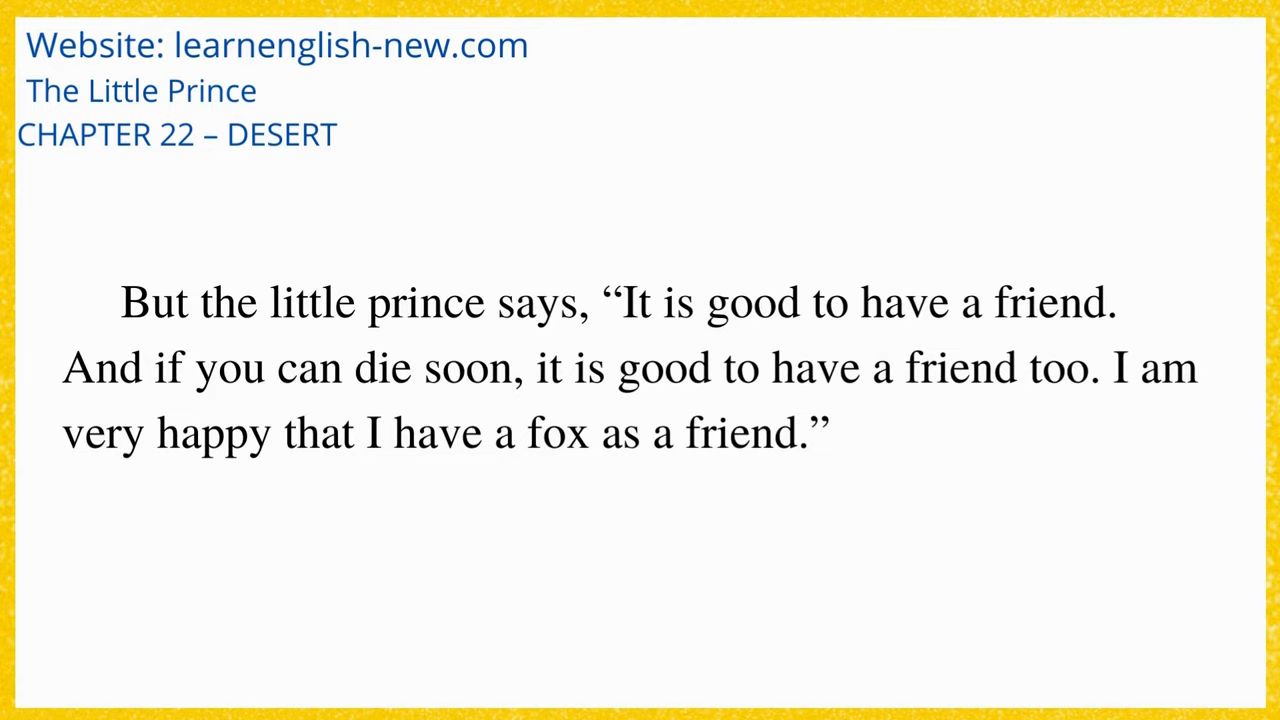 Website: learnenglish-new.com
The Little Prince
CHAPTER 22 – DESERT
But the little prince says, “It is good to have a friend.
And if you can die soon, it is good to have a friend too. I am
very happy that I have a fox as a friend.”